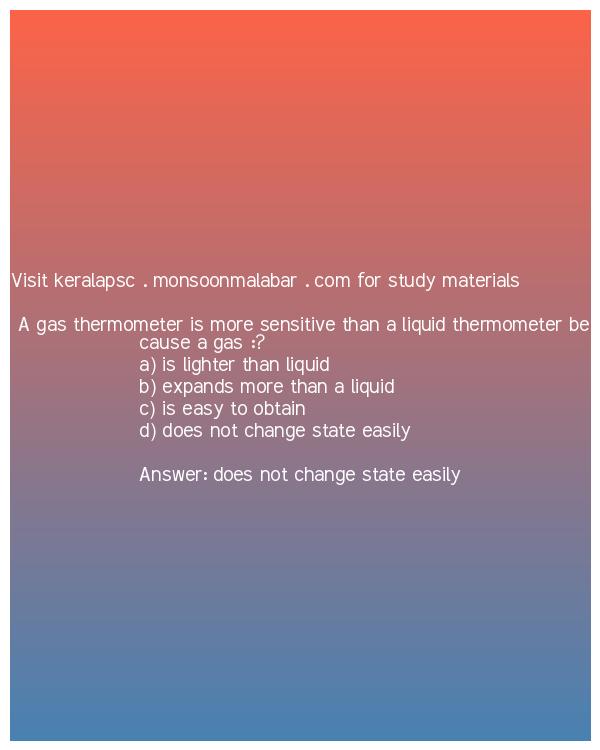 Visit keralapsc . monsoonmalabar . com for study materials
A gas thermometer is more sensitive than a liquid thermometer be
cause a gas :?
a) is lighter than liquid
b) expands more than a liquid
c) is easy to obtain
d) does not change state easily
Answer: does not change state easily